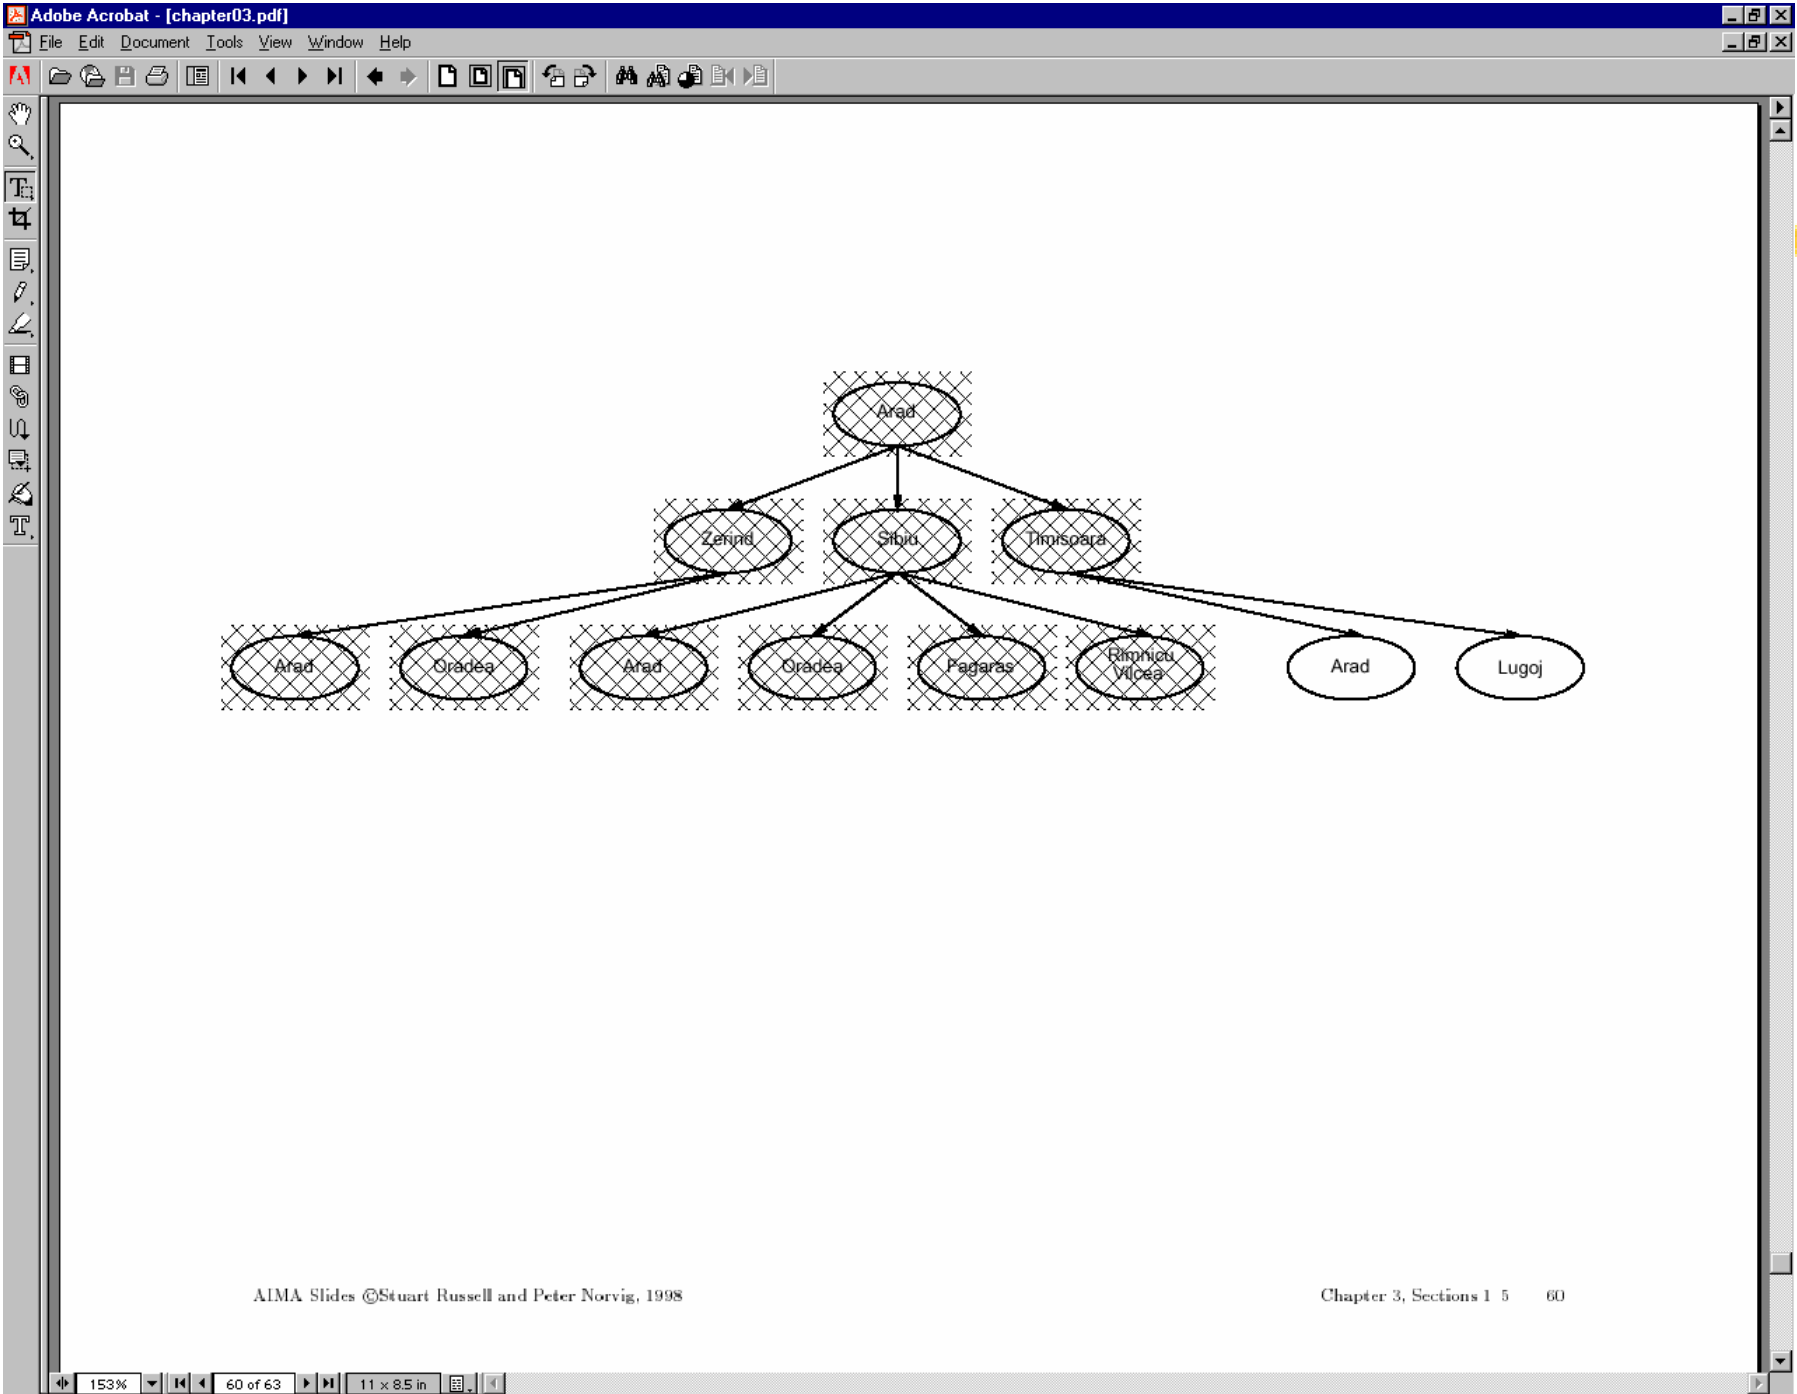 Adobe Acrobat - [chapter03.pdf]
File Edit Document Tools View Window Help
Arad
Zerind Sibiu Timisoara
Arad Oradea Arad Oradea Fagaras Rimnicu Vilcea Arad Lugoj
AIMA Slides ©Stuart Russell and Peter Norvig, 1998 Chapter 3, Sections 1 5 60
153% 60 of 63 11 x 8.5 in